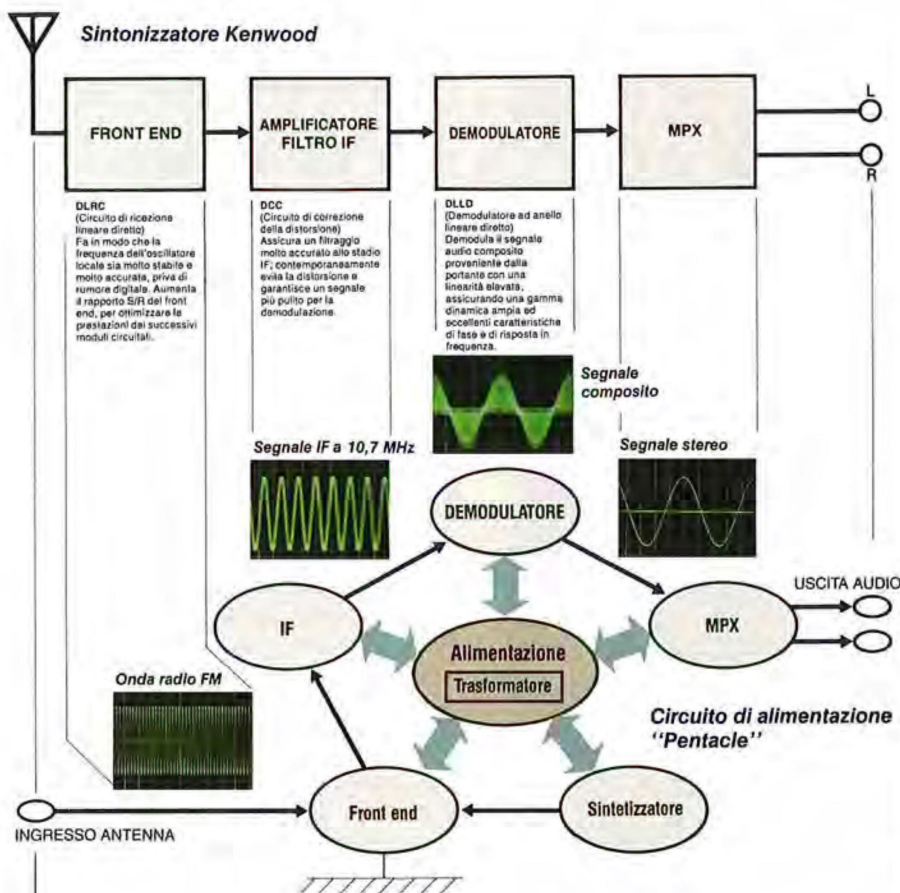 Sintonizzatore Kenwood
FRONT END
AMPLIFICATORE
FILTRO IF
DEMODULATORE
MPX
L
R
DLRC
(Circuito di ricezione
lineare diretto)
Fa in modo che la
frequenza dell'oscillatore
locale sia molto stabile e
molto accurata, priva di
rumore digitale. Aumenta
il rapporto S/R del front
end, per ottimizzare le
prestazioni dei successivi
moduli circuitali.
DCC
(Circuito di correzione
della distorsione)
Assicura un filtraggio
molto accurato allo stadio
IF; contemporaneamente
evita la distorsione e
garantisce un segnale
più pulito per la
demodulazione.
DLLD
(Demodulatore ad anello
lineare diretto)
Demodula il segnale
audio composito
proveniente dalla
portante con una
linearità elevata,
assicurando una gamma
dinamica ampia ed
eccellenti caratteristiche
di fase e di risposta in
frequenza.
Segnale
composito
Segnale IF a 10,7 MHz
Segnale stereo
DEMODULATORE
IF
MPX
USCITA AUDIO
Alimentazione
Trasformatore
Onda radio FM
Circuito di alimentazione
''Pentacle''
Front end
Sintetizzatore
INGRESSO ANTENNA